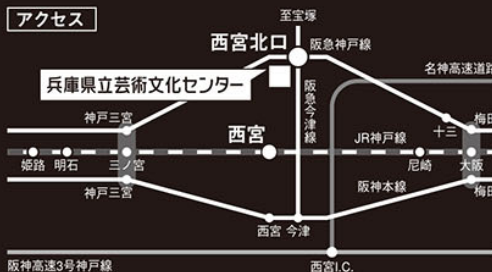 アクセス
至宝塚
西宮北口
阪急神戸線
兵庫県立芸術文化センター
阪急今津線
名神高速道路
神戸三宮
西宮
JR神戸線
十三
梅田
姫路
明石
三ノ宮
尼崎
大阪
神戸三宮
阪神本線
梅田
西宮
今津
阪神高速3号神戸線
西宮I.C.